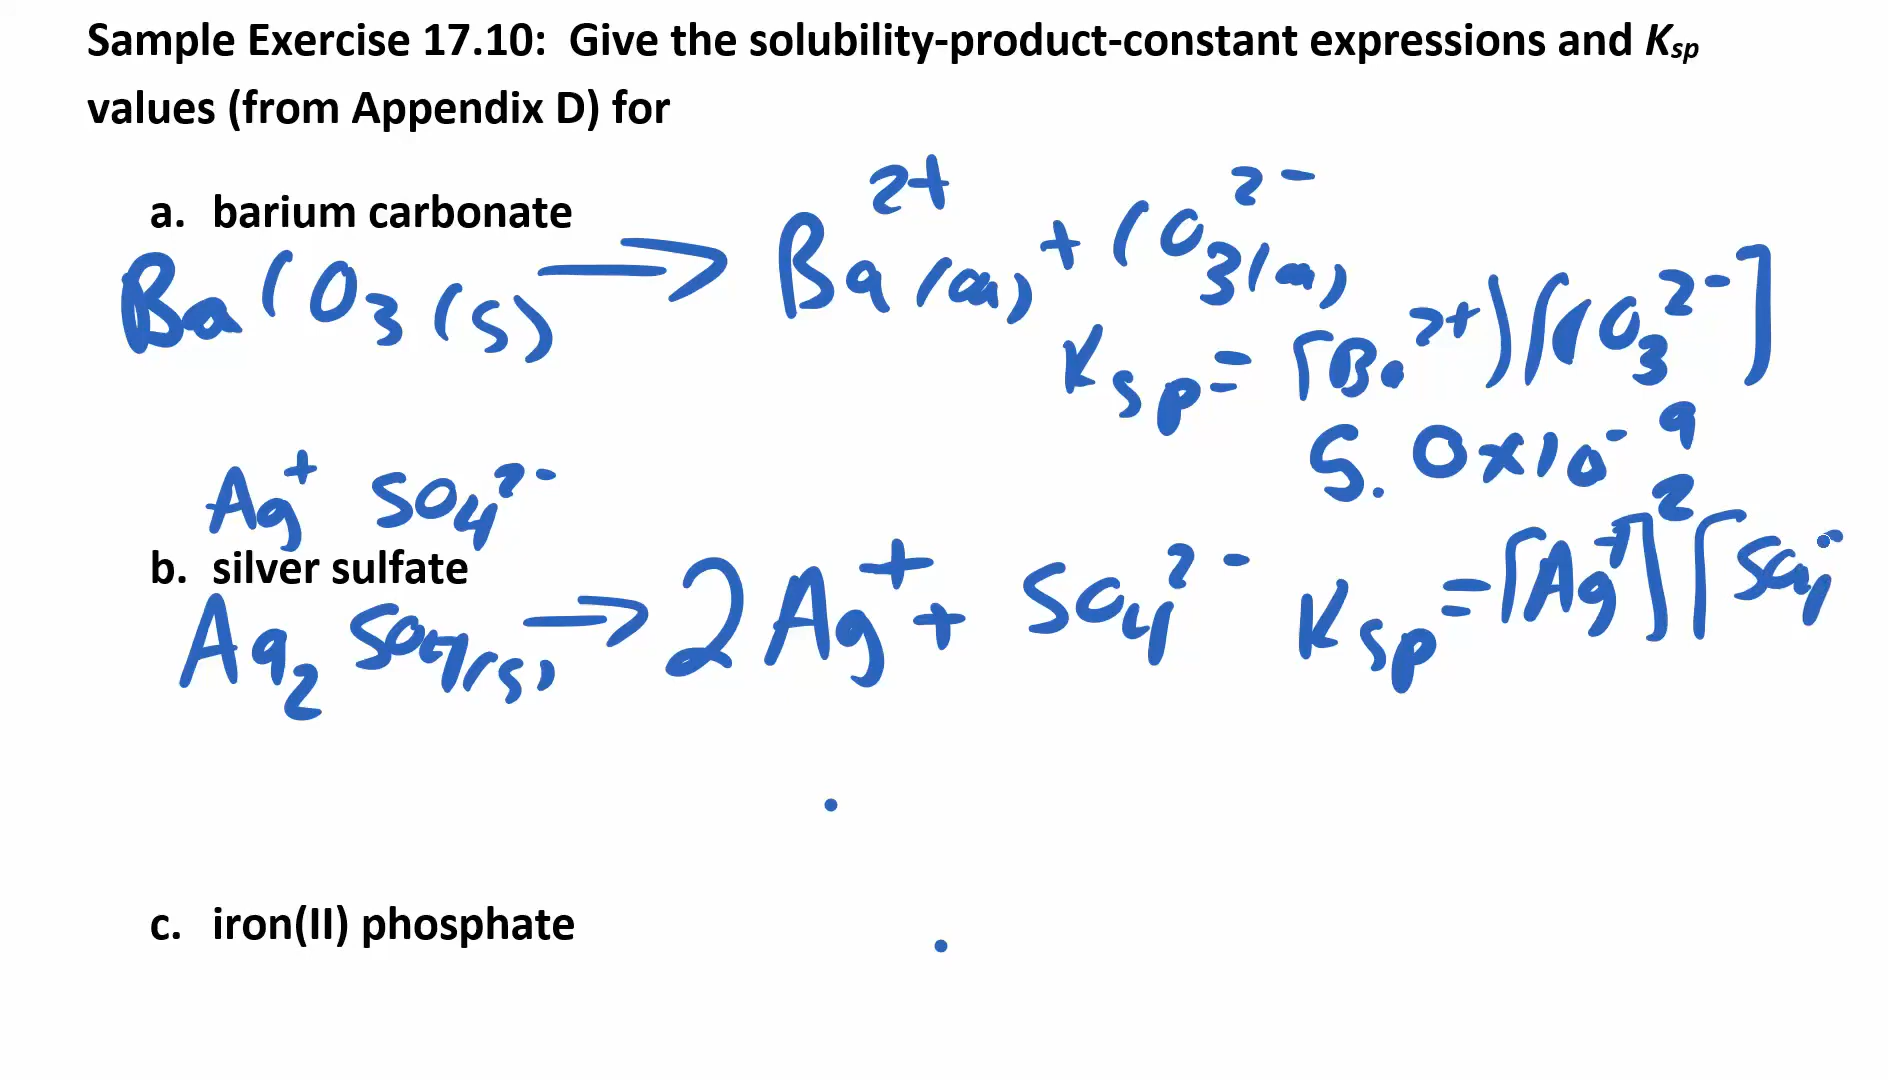 Sample Exercise 17.10: Give the solubility-product-constant expressions and Ksp
values (from Appendix D) for
a. barium carbonate
BaCO3(s) → Ba²⁺(aq) + CO3²⁻(aq)
Ksp = [Ba²⁺)[CO3²⁻]
5.0x10⁻⁹
Ag⁺ SO4²⁻
b. silver sulfate
Ag2SO4(s) → 2Ag⁺ + SO4²⁻ Ksp = [Ag⁺]²[SO4
c. iron(II) phosphate